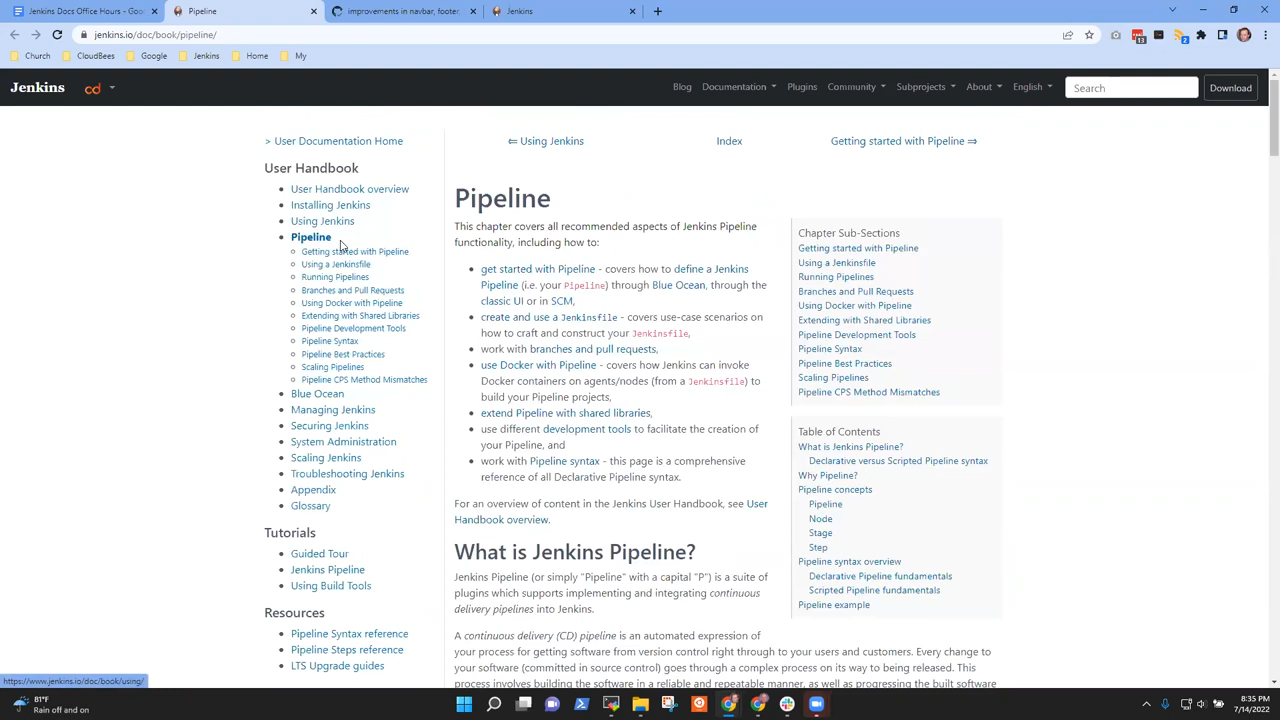 Jenkins Docs Office Hours - Goo
Pipeline
improvements in navbar, footer,
Jenkins
jenkins.io/doc/book/pipeline/
13
2
Church
CloudBees
Google
Jenkins
Home
My
Jenkins
cd
Blog
Documentation
Plugins
Community
Subprojects
About
English
Search
Download
> User Documentation Home
⇐ Using Jenkins
Index
Getting started with Pipeline ⇒
User Handbook
User Handbook overview
Installing Jenkins
Using Jenkins
Pipeline
Getting started with Pipeline
Using a Jenkinsfile
Running Pipelines
Branches and Pull Requests
Using Docker with Pipeline
Extending with Shared Libraries
Pipeline Development Tools
Pipeline Syntax
Pipeline Best Practices
Scaling Pipelines
Pipeline CPS Method Mismatches
Blue Ocean
Managing Jenkins
Securing Jenkins
System Administration
Scaling Jenkins
Troubleshooting Jenkins
Appendix
Glossary
Tutorials
Guided Tour
Jenkins Pipeline
Using Build Tools
Resources
Pipeline Syntax reference
Pipeline Steps reference
LTS Upgrade guides
Pipeline
This chapter covers all recommended aspects of Jenkins Pipeline
functionality, including how to:
get started with Pipeline - covers how to define a Jenkins
Pipeline (i.e. your Pipeline) through Blue Ocean, through the
classic UI or in SCM,
create and use a Jenkinsfile - covers use-case scenarios on
how to craft and construct your Jenkinsfile,
work with branches and pull requests,
use Docker with Pipeline - covers how Jenkins can invoke
Docker containers on agents/nodes (from a Jenkinsfile) to
build your Pipeline projects,
extend Pipeline with shared libraries,
use different development tools to facilitate the creation of
your Pipeline, and
work with Pipeline syntax - this page is a comprehensive
reference of all Declarative Pipeline syntax.
For an overview of content in the Jenkins User Handbook, see User
Handbook overview.
What is Jenkins Pipeline?
Jenkins Pipeline (or simply "Pipeline" with a capital "P") is a suite of
plugins which supports implementing and integrating continuous
delivery pipelines into Jenkins.
A continuous delivery (CD) pipeline is an automated expression of
your process for getting software from version control right through to your users and customers. Every change to
your software (committed in source control) goes through a complex process on its way to being released. This
process involves building the software in a reliable and repeatable manner, as well as progressing the built software
Chapter Sub-Sections
Getting started with Pipeline
Using a Jenkinsfile
Running Pipelines
Branches and Pull Requests
Using Docker with Pipeline
Extending with Shared Libraries
Pipeline Development Tools
Pipeline Syntax
Pipeline Best Practices
Scaling Pipelines
Pipeline CPS Method Mismatches
Table of Contents
What is Jenkins Pipeline?
Declarative versus Scripted Pipeline syntax
Why Pipeline?
Pipeline concepts
Pipeline
Node
Stage
Step
Pipeline syntax overview
Declarative Pipeline fundamentals
Scripted Pipeline fundamentals
Pipeline example
https://www.jenkins.io/doc/book/using/
81°F
Rain off and on
8:35 PM
7/14/2022